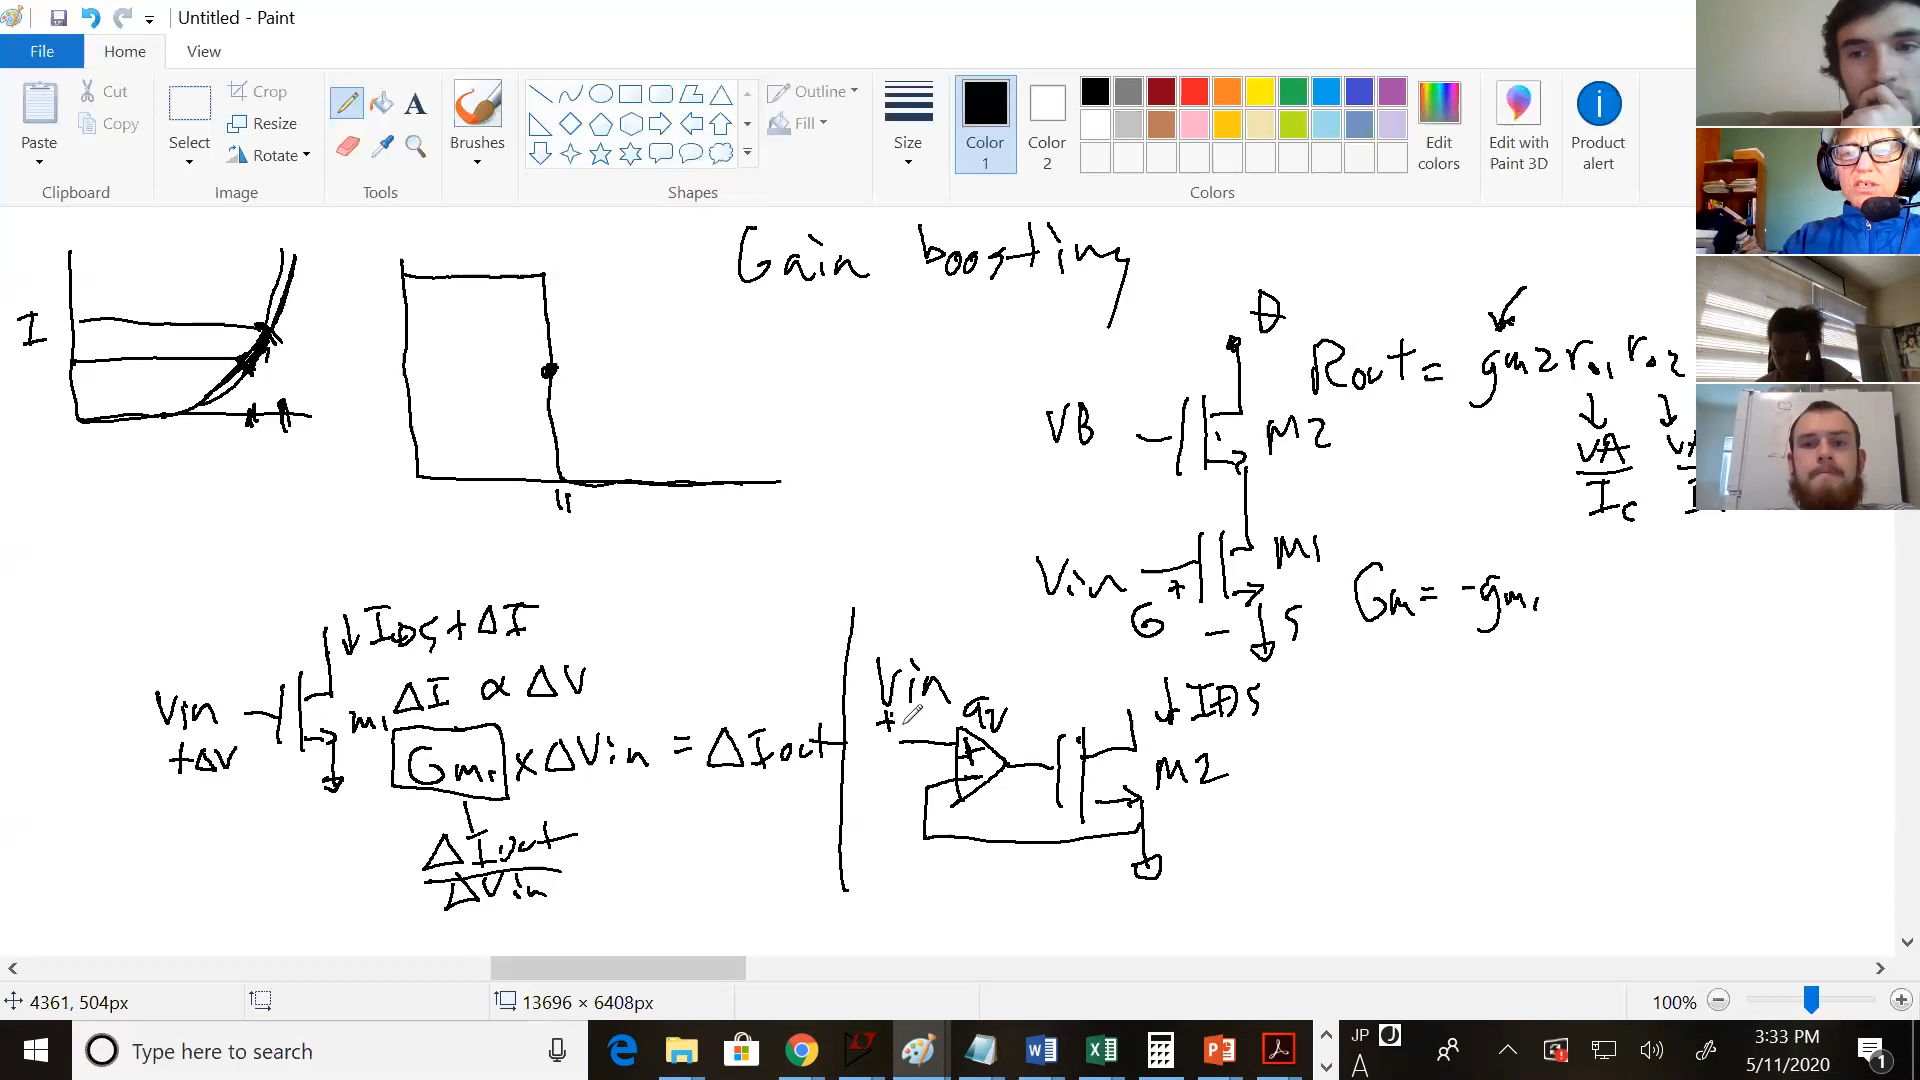 Untitled - Paint
File
Home
View
Paste
Cut
Copy
Clipboard
Select
Crop
Resize
Rotate
Image
A
Tools
Brushes
Outline
Fill
Shapes
Size
Color
1
Color
2
Edit
colors
Edit with
Paint 3D
Product
alert
Colors
Gain boosting
I
D
Rout = gm2 ro1 ro2
VA
IC
VB
M2
Vin
+
G
-
S
M1
Gm = -gm1
↓ IDS + ΔI
Vin
+ΔV
M1
ΔI ∝ ΔV
Gm1 × ΔVin = ΔIout
ΔIout
ΔVin
Vin
+
av
+
-
↓ IDS
M2
4361, 504px
13696 × 6408px
100%
Type here to search
JP
A
3:33 PM
5/11/2020
1